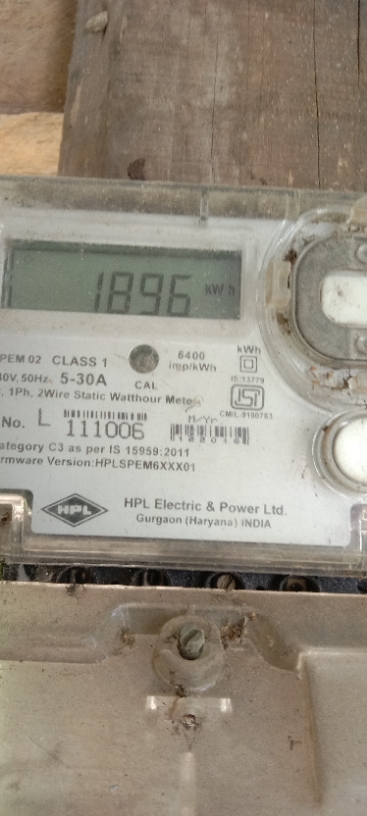 1896 kWh
PEM 02 CLASS 1
40V, 50Hz, 5-30A
CAL
6400
imp/kWh
kWh
IS:13779
, 1Ph, 2Wire Static Watthour Meter
No. L 111006
M/Yr
ategory C3 as per IS 15959:2011
rmware Version:HPLSPEM6XXX01
HPL
HPL Electric & Power Ltd.
Gurgaon (Haryana) INDIA